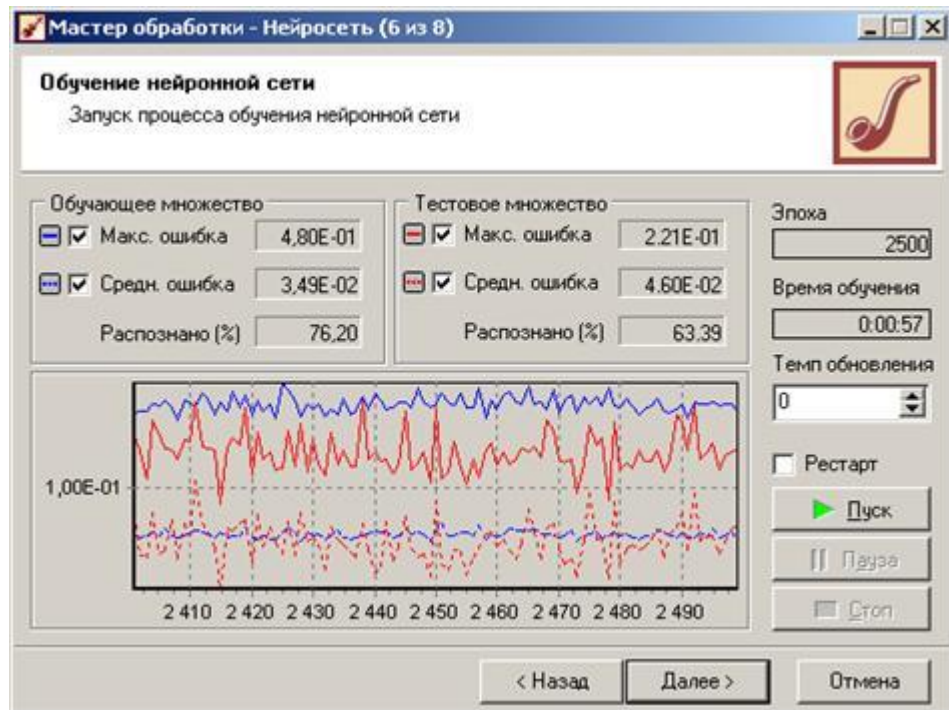 Мастер обработки - Нейросеть (6 из 8)
Обучение нейронной сети
Запуск процесса обучения нейронной сети
Обучающее множество
Макс. ошибка 4,80E-01
Средн. ошибка 3,49E-02
Распознано (%) 76,20
Тестовое множество
Макс. ошибка 2.21E-01
Средн. ошибка 4.60E-02
Распознано (%) 63.39
Эпоха
2500
Время обучения
0:00:57
Темп обновления
0
Рестарт
Пуск
Пауза
Стоп
1,00E-01
2 410 2 420 2 430 2 440 2 450 2 460 2 470 2 480 2 490
< Назад
Далее >
Отмена